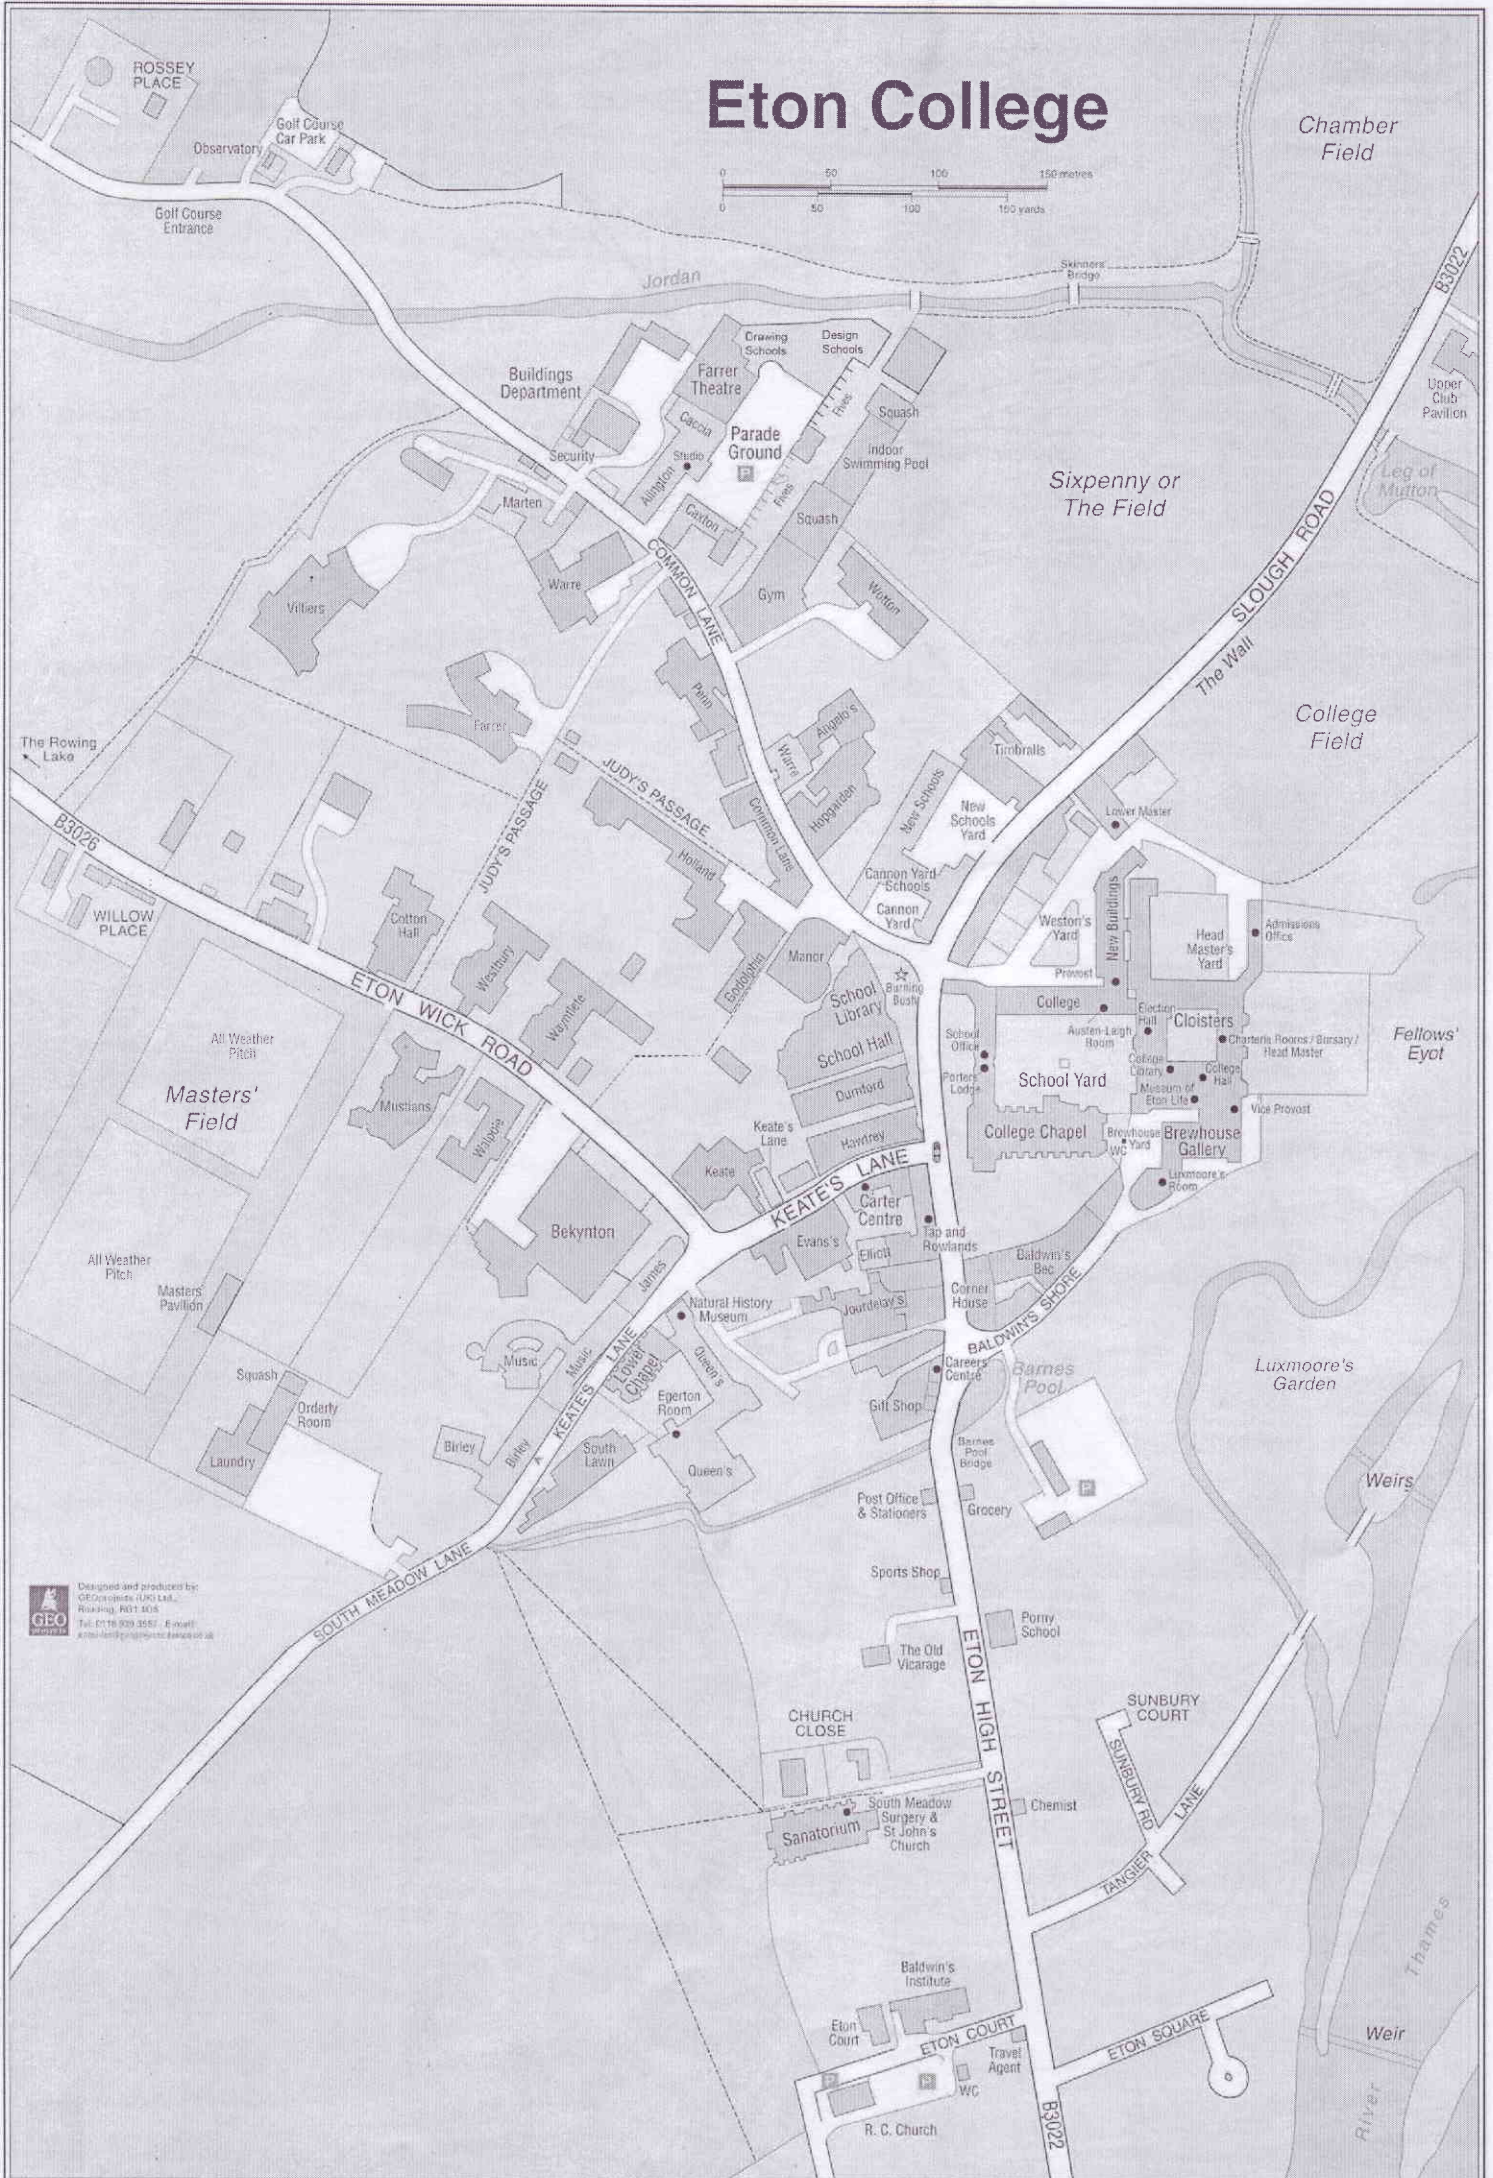 Eton College
0 50 100 150 metres
0 50 100 150 yards
ROSSEY
PLACE
Golf Course
Car Park
Observatory
Golf Course
Entrance
Chamber
Field
B3022
Jordan
Skinners'
Bridge
Upper
Club
Pavilion
Leg of
Mutton
Drawing
Schools
Design
Schools
Farrer
Theatre
Buildings
Department
Caccia
Studio
Alington
Parade
Ground
P
Fives
Fives
Squash
Indoor
Swimming Pool
Squash
Security
Marten
Caxton
Sixpenny or
The Field
SLOUGH ROAD
The Wall
COMMON LANE
Warre
Villiers
Gym
Wotton
Farrer
Penn
Angelo's
Warre
Hopgarden
Common Lane
Timbralls
New Schools
New
Schools
Yard
College
Field
The Rowing
Lake
B3026
WILLOW
PLACE
JUDY'S PASSAGE
JUDY'S PASSAGE
Holland
Cotton
Hall
Westbury
Waynflete
Godolphin
Manor
Cannon Yard
Schools
Cannon
Yard
Lower Master
Weston's
Yard
New Buildings
Head
Master's
Yard
Admissions
Office
Provost
Burning
Bush
School
Library
School Hall
Durnford
Hawtrey
College
Austen-Leigh
Room
Election
Hall
Cloisters
Charteris Rooms / Bursary /
Head Master
Fellows'
Eyot
School
Office
Porters'
Lodge
School Yard
College
Library
College
Hall
Museum of
Eton Life
Vice Provost
College Chapel
Brewhouse
Yard
WC
Brewhouse
Gallery
Luxmoore's
Room
ETON WICK ROAD
All Weather
Pitch
Masters'
Field
Mustians
Walpole
Keate's
Lane
Keate
KEATE'S LANE
Carter
Centre
Evans's
Elliott
Tap and
Rowlands
Bekynton
James
All Weather
Pitch
Masters'
Pavilion
Natural History
Museum
Jourdelay's
Corner
House
Baldwin's
Bec
BALDWIN'S SHORE
Music
Music
KEATE'S LANE
Lower
Chapel
Queen's
Egerton
Room
Careers
Centre
Gift Shop
Barnes
Pool
Luxmoore's
Garden
Squash
Orderly
Room
Laundry
Birley
Birley
South
Lawn
Queen's
Barnes
Pool
Bridge
P
Weirs
Post Office
& Stationers
Grocery
SOUTH MEADOW LANE
Sports Shop
Porny
School
The Old
Vicarage
GEO
Designed and produced by:
CHURCH
CLOSE
ETON HIGH STREET
SUNBURY
COURT
SUNBURY RD
TANGIER LANE
South Meadow
Surgery &
St John's
Church
Sanatorium
Chemist
Baldwin's
Institute
Eton
Court
ETON COURT
Travel
Agent
ETON SQUARE
P
P
WC
R. C. Church
B3022
Weir
River Thames